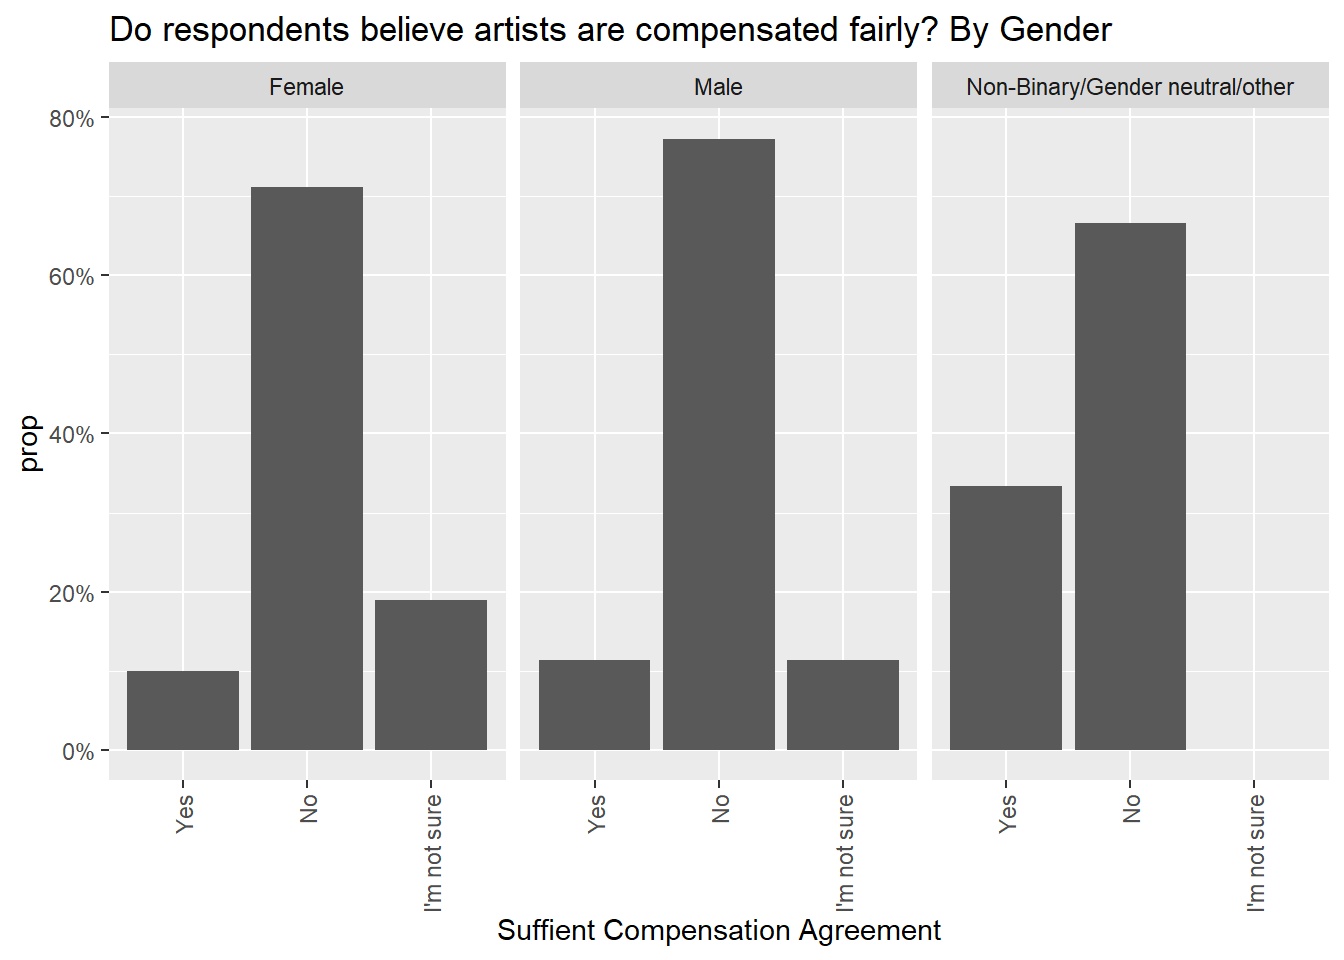 Do respondents believe artists are compensated fairly? By Gender
Female
Male
Non-Binary/Gender neutral/other
80%
60%
40%
20%
0%
prop
Yes
No
I'm not sure
Yes
No
I'm not sure
Yes
No
I'm not sure
Suffient Compensation Agreement